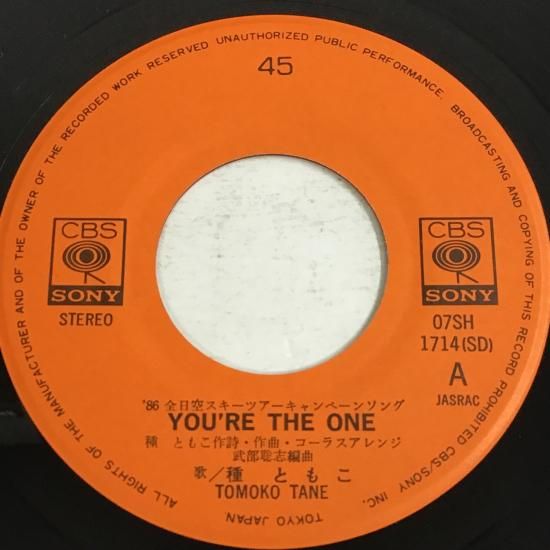 ALL RIGHTS OF THE MANUFACTURER AND OF THE OWNER OF THE RECORDED WORK RESERVED UNAUTHORIZED PUBLIC PERFORMANCE, BROADCASTING AND COPYING OF THIS RECORD PROHIBITED CBS/SONY INC.
TOKYO JAPAN.
45
CBS
SONY
STEREO
CBS
SONY
07SH
1714(SD)
A
JASRAC
'86 全日空スキーツアーキャンペーンソング
YOU'RE THE ONE
種 ともこ作詩・作曲・コーラスアレンジ
武部聡志編曲
歌/種 ともこ
TOMOKO TANE